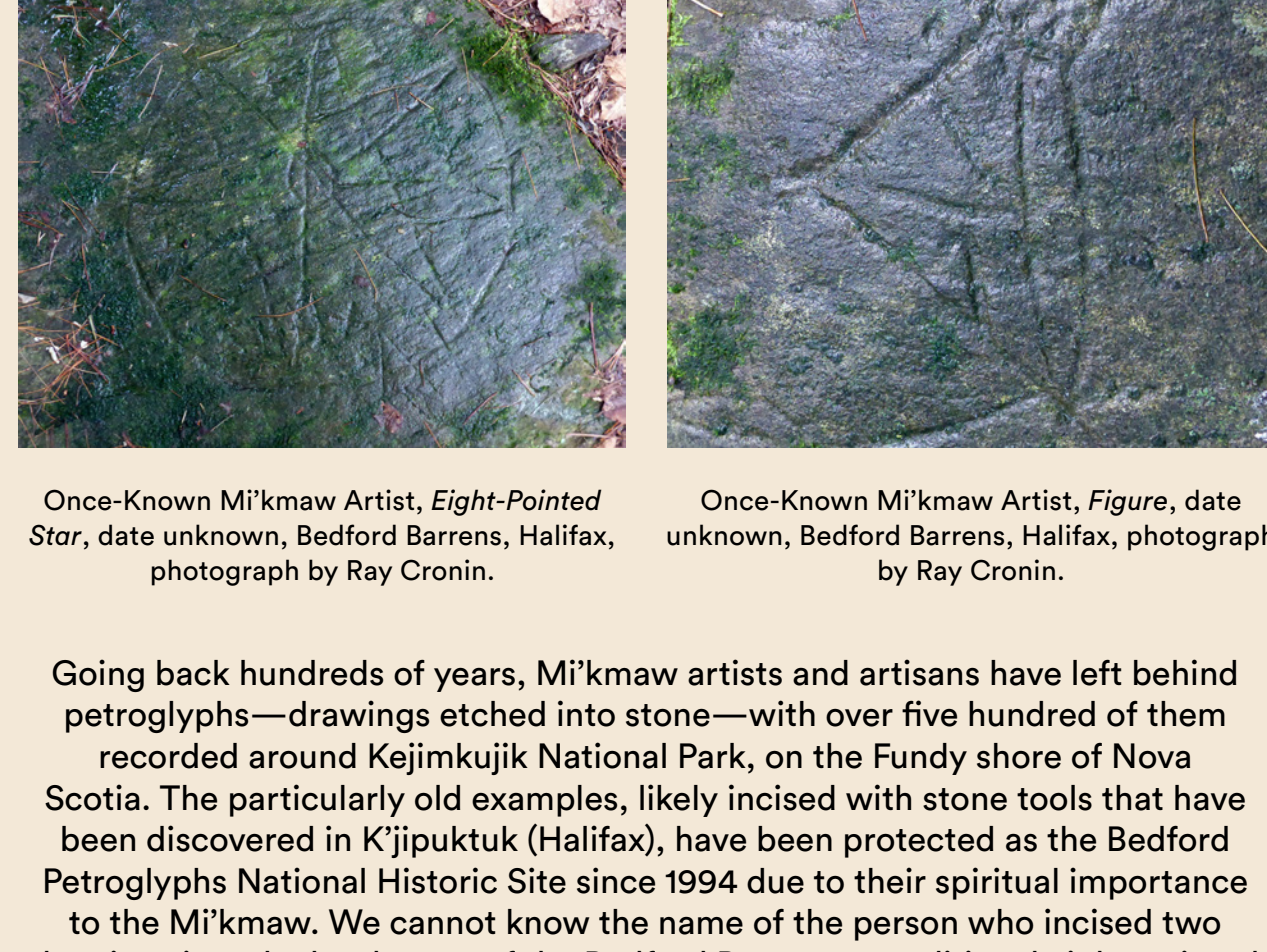 Once-Known Mi’kmaw Artist, Eight-Pointed
Star, date unknown, Bedford Barrens, Halifax,
photograph by Ray Cronin.
Once-Known Mi’kmaw Artist, Figure, date
unknown, Bedford Barrens, Halifax, photograph
by Ray Cronin.
Going back hundreds of years, Mi’kmaw artists and artisans have left behind
petroglyphs—drawings etched into stone—with over five hundred of them
recorded around Kejimkujik National Park, on the Fundy shore of Nova
Scotia. The particularly old examples, likely incised with stone tools that have
been discovered in K’jipuktuk (Halifax), have been protected as the Bedford
Petroglyphs National Historic Site since 1994 due to their spiritual importance
to the Mi’kmaw. We cannot know the name of the person who incised two